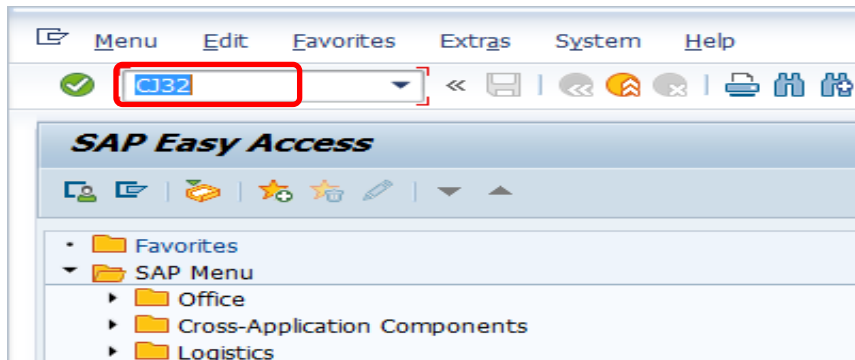 Menu Edit Favorites Extras System Help
CJ32
SAP Easy Access
Favorites
SAP Menu
Office
Cross-Application Components
Logistics